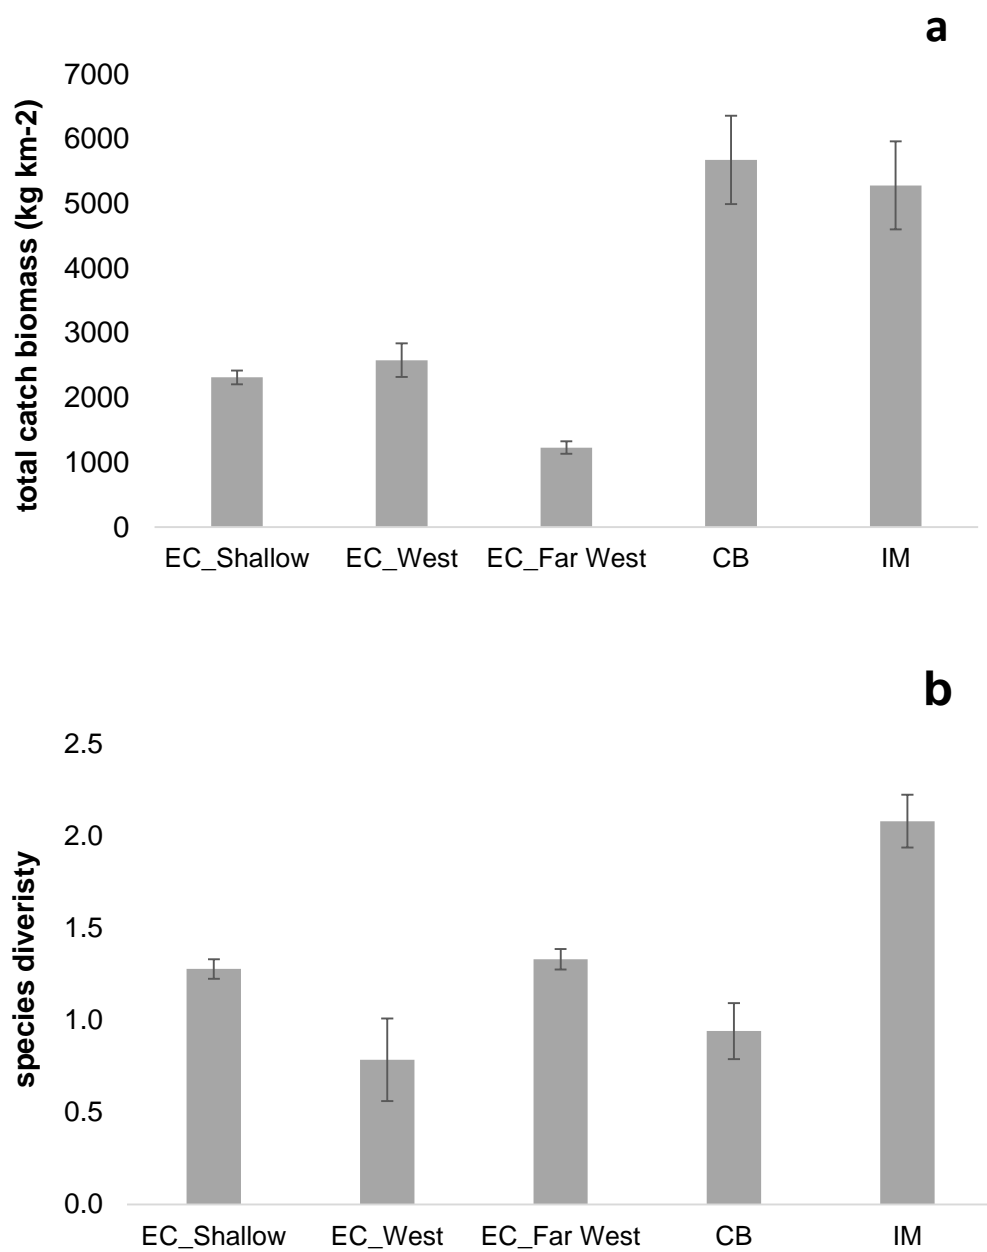 a
total catch biomass (kg km-2)
7000
6000
5000
4000
3000
2000
1000
0
EC_Shallow EC_West EC_Far West CB IM
b
species diveristy
2.5
2.0
1.5
1.0
0.5
0.0
EC_Shallow EC_West EC_Far West CB IM